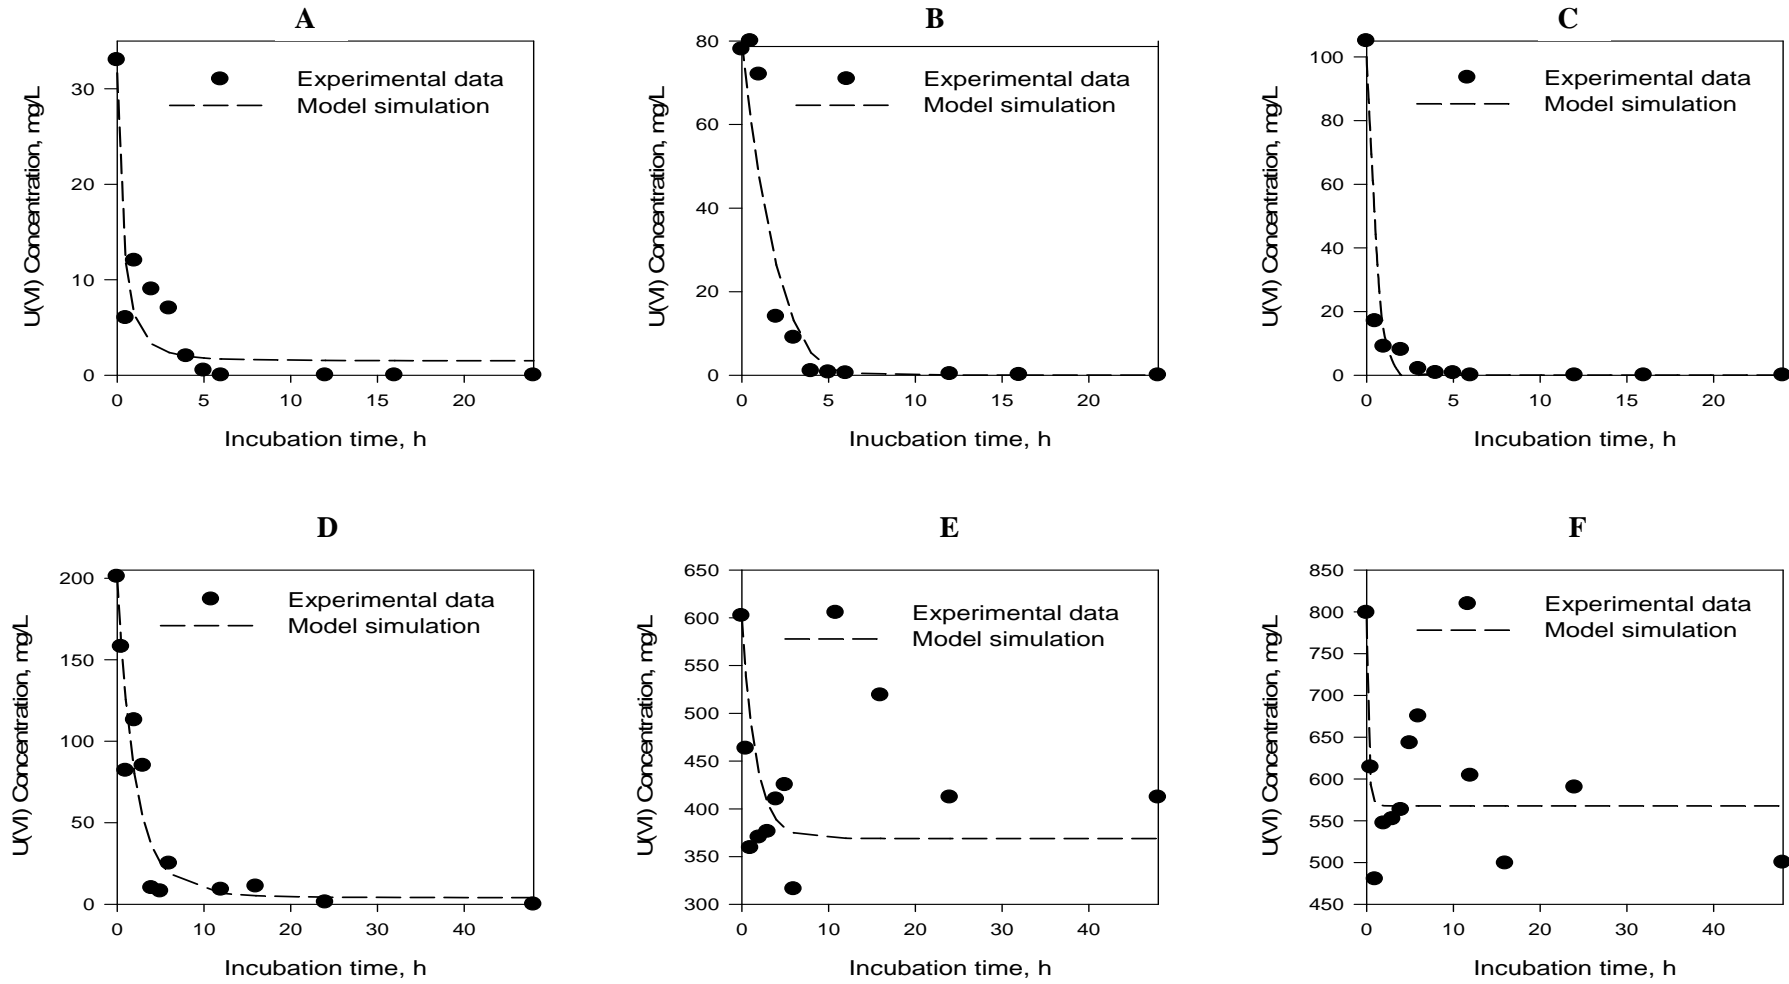 A
U(VI) Concentration, mg/L
30
20
10
0
Experimental data
Model simulation
0 5 10 15 20
Incubation time, h
B
U(VI) Concentration, mg/L
80
60
40
20
0
Experimental data
Model simulation
0 5 10 15 20
Inucbation time, h
C
U(VI) Concentration, mg/L
100
80
60
40
20
0
Experimental data
Model simulation
0 5 10 15 20
Incubation time, h
D
U(VI) Concentration, mg/L
200
150
100
50
0
Experimental data
Model simulation
0 10 20 30 40
Incubation time, h
E
U(VI) Concentration, mg/L
650
600
550
500
450
400
350
300
Experimental data
Model simulation
0 10 20 30 40
Incubation time, h
F
U(VI) Concentration, mg/L
850
800
750
700
650
600
550
500
450
Experimental data
Model simulation
0 10 20 30 40
Incubation time, h